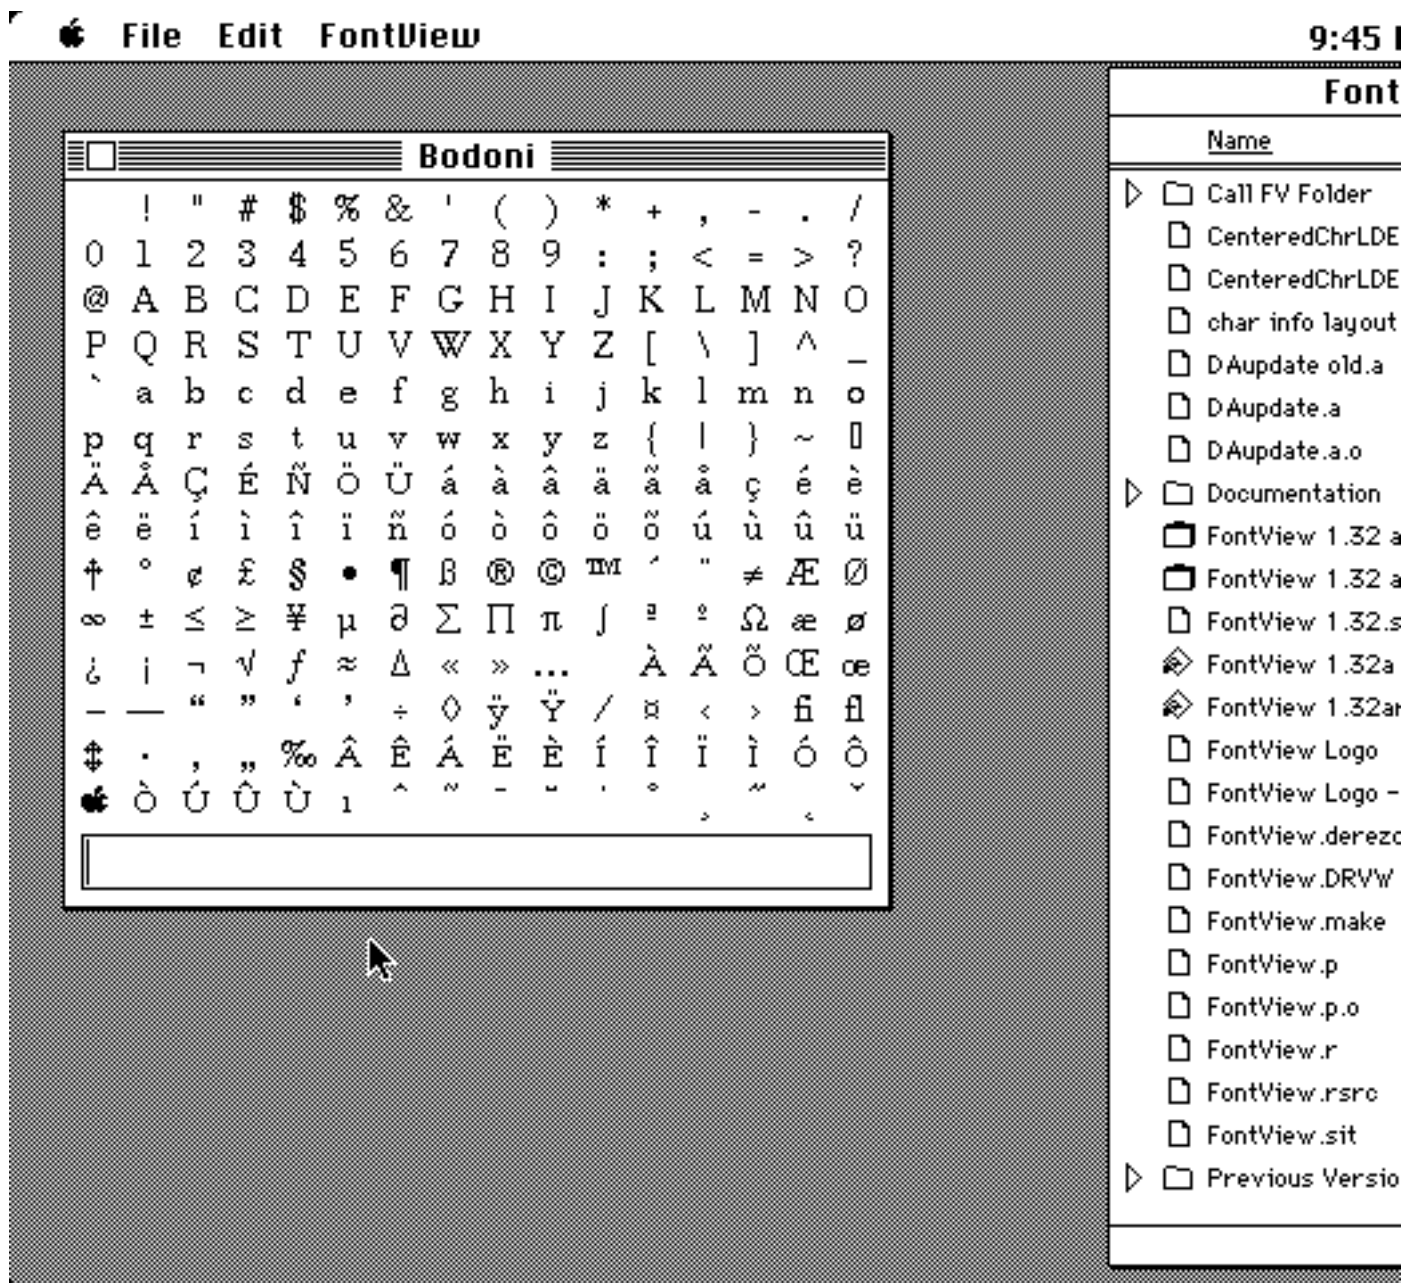 File Edit FontView 9:45
Bodoni
! " # $ % & ' ( ) * + , - . /
0 1 2 3 4 5 6 7 8 9 : ; < = > ?
@ A B C D E F G H I J K L M N O
P Q R S T U V W X Y Z [ \ ] ^ _
` a b c d e f g h i j k l m n o
p q r s t u v w x y z { | } ~ ▯
Ä Å Ç É Ñ Ö Ü á à â ä ã å ç é è
ê ë í ì î ï ñ ó ò ô ö õ ú ù û ü
† ° ¢ £ § • ¶ ß ® © ™ ´ ¨ ≠ Æ Ø
∞ ± ≤ ≥ ¥ µ ∂ ∑ ∏ π ∫ ª º Ω æ ø
¿ ¡ ¬ √ ƒ ≈ ∆ « » … À Ã Õ Œ œ
– — “ ” ‘ ’ ÷ ◊ ÿ Ÿ ⁄ ¤ ‹ › fi fl
‡ · ‚ „ ‰ Â Ê Á Ë È Í Î Ï Ì Ó Ô
 Ò Ú Û Ù ı ˆ ˜ ¯ ˘ ˙ ˚ ¸ ˝ ˛ ˇ
Font
Name
Call FV Folder
CenteredChrLDE
CenteredChrLDE
char info layout
DAupdate old.a
DAupdate.a
DAupdate.a.o
Documentation
FontView 1.32 a
FontView 1.32 a
FontView 1.32.s
FontView 1.32a
FontView 1.32ar
FontView Logo
FontView Logo -
FontView.derezo
FontView.DRVW
FontView.make
FontView.p
FontView.p.o
FontView.r
FontView.rsrc
FontView.sit
Previous Versio